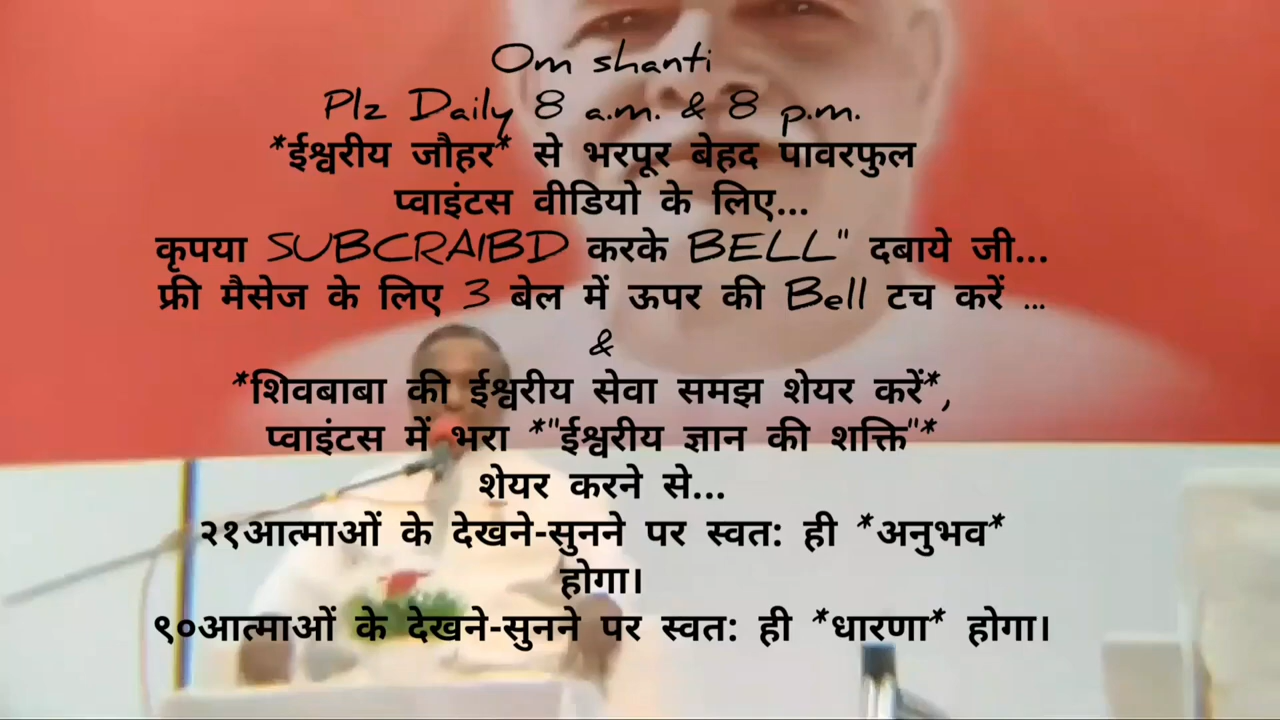 Om shanti
Plz Daily 8 a.m. & 8 p.m.
*ईश्वरीय जौहर* से भरपूर बेहद पावरफुल
प्वाइंटस वीडियो के लिए...
कृपया SUBCRAIBD करके BELL" दबाये जी...
फ्री मैसेज के लिए 3 बेल में ऊपर की Bell टच करें ...
&
*शिवबाबा की ईश्वरीय सेवा समझ शेयर करें*,
प्वाइंटस में भरा *"ईश्वरीय ज्ञान की शक्ति"*
शेयर करने से...
२१आत्माओं के देखने-सुनने पर स्वत: ही *अनुभव*
होगा।
९०आत्माओं के देखने-सुनने पर स्वत: ही *धारणा* होगा।